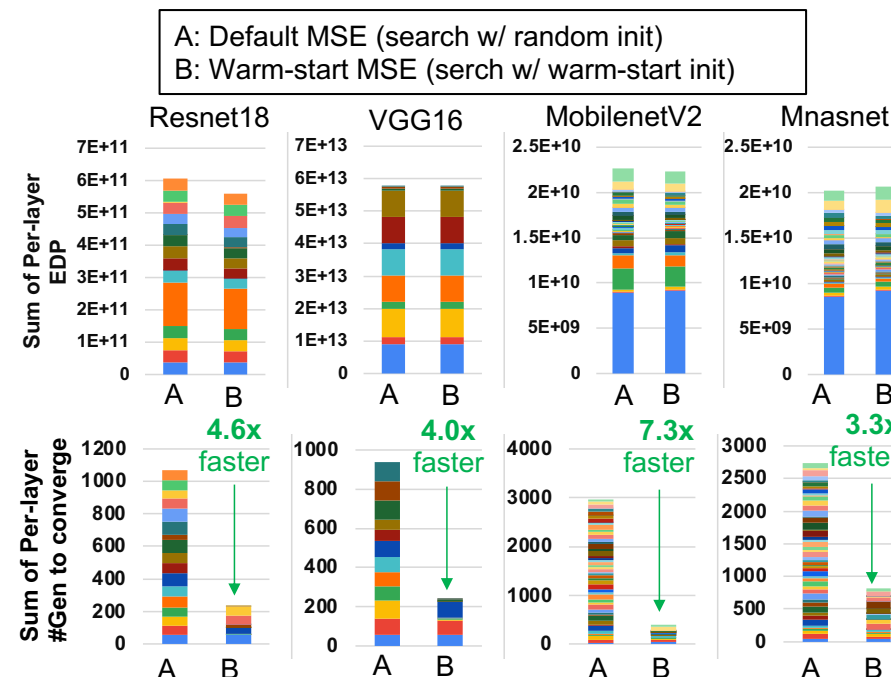 A: Default MSE (search w/ random init)
B: Warm-start MSE (serch w/ warm-start init)
Resnet18 VGG16 MobilenetV2 Mnasnet
Sum of Per-layer
EDP
7E+11
6E+11
5E+11
4E+11
3E+11
2E+11
1E+11
0
A B
7E+13
6E+13
5E+13
4E+13
3E+13
2E+13
1E+13
0
A B
2.5E+10
2E+10
1.5E+10
1E+10
5E+09
0
A B
2.5E+10
2E+10
1.5E+10
1E+10
5E+09
0
A B
Sum of Per-layer
#Gen to converge
1200
1000
800
600
400
200
0
4.6x
faster
A B
1000
800
600
400
200
0
4.0x
faster
A B
4000
3000
2000
1000
0
7.3x
faster
A B
3000
2500
2000
1500
1000
500
0
3.3x
faster
A B